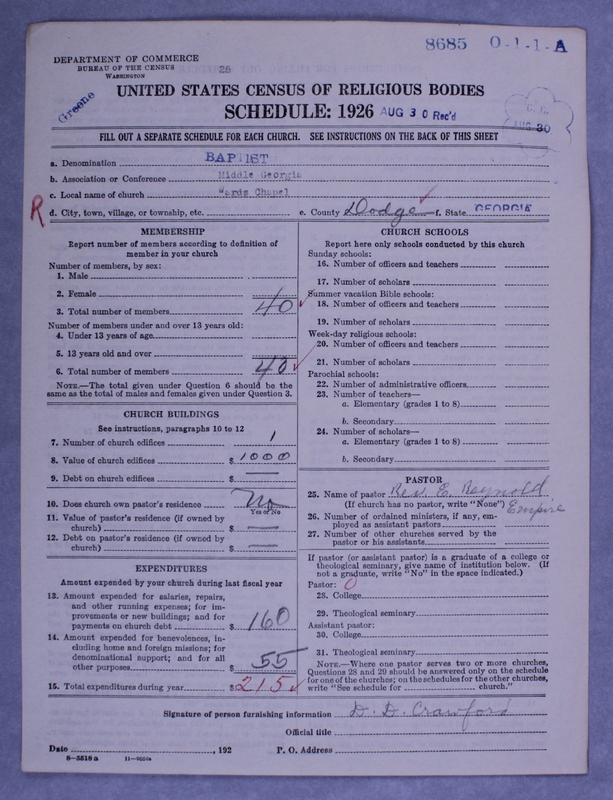 8685 O-1-1-A
DEPARTMENT OF COMMERCE
BUREAU OF THE CENSUS
WASHINGTON
25
Greene
UNITED STATES CENSUS OF RELIGIOUS BODIES
SCHEDULE: 1926 AUG 30 Rec'd
AUG 30
FILL OUT A SEPARATE SCHEDULE FOR EACH CHURCH. SEE INSTRUCTIONS ON THE BACK OF THIS SHEET
a. Denomination BAPTIST
b. Association or Conference Middle Georgia
c. Local name of church Wards Chapel
R d. City, town, village, or township, etc. e. County Dodge f. State GEORGIA
MEMBERSHIP
Report number of members according to definition of
member in your church
Number of members, by sex:
1. Male
2. Female
3. Total number of members 40
Number of members under and over 13 years old:
4. Under 13 years of age
5. 13 years old and over
6. Total number of members 40
NOTE.—The total given under Question 6 should be
same as the total of males and females given under Question 3.
CHURCH BUILDINGS
See instructions, paragraphs 10 to 12
7. Number of church edifices 1
8. Value of church edifices $ 1000
9. Debt on church edifices $ —
10. Does church own pastor's residence No
Yes or No
11. Value of pastor's residence (if owned by
church) $ —
12. Debt on pastor's residence (if owned by
church) $ —
EXPENDITURES
Amount expended by your church during last fiscal year
13. Amount expended for salaries, repairs,
and other running expenses; for im-
provements or new buildings; and for
payments on church debt $ 160
14. Amount expended for benevolences, in-
cluding home and foreign missions; for
denominational support; and for all
other purposes $ 55
15. Total expenditures during year $ 215
CHURCH SCHOOLS
Report here only schools conducted by this church
Sunday schools:
16. Number of officers and teachers
17. Number of scholars
Summer vacation Bible schools:
18. Number of officers and teachers
19. Number of scholars
Week-day religious schools:
20. Number of officers and teachers
21. Number of scholars
Parochial schools:
22. Number of administrative officers
23. Number of teachers—
a. Elementary (grades 1 to 8)
b. Secondary
24. Number of scholars—
a. Elementary (grades 1 to 8)
b. Secondary
PASTOR
25. Name of pastor Rev. E. Reynold
(If church has no pastor, write "None") Empire
26. Number of ordained ministers, if any, em-
ployed as assistant pastors
27. Number of other churches served by the
pastor or his assistants
If pastor (or assistant pastor) is a graduate of a college or
theological seminary, give name of institution below. (If
not a graduate, write "No" in the space indicated.)
Pastor: 0
28. College
29. Theological seminary
Assistant pastor:
30. College
31. Theological seminary
NOTE.—Where one pastor serves two or more churches,
Questions 28 and 29 should be answered only on the schedule
for one of the churches; on the schedules for the other churches,
write "See schedule for church."
Signature of person furnishing information D. D. Crawford
Official title
Date , 192 P. O. Address
8-5518 a